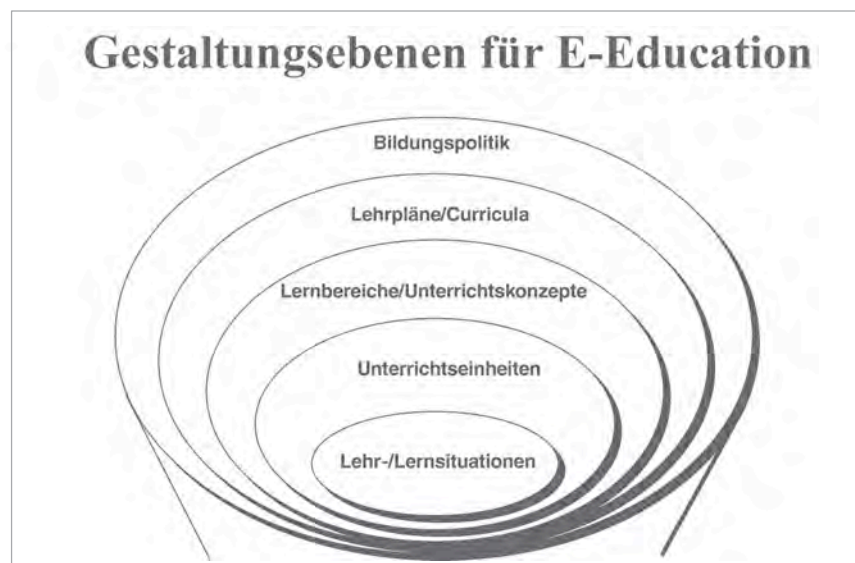 Gestaltungsebenen für E-Education
Bildungspolitik
Lehrpläne/Curricula
Lernbereiche/Unterrichtskonzepte
Unterrichtseinheiten
Lehr-/Lernsituationen